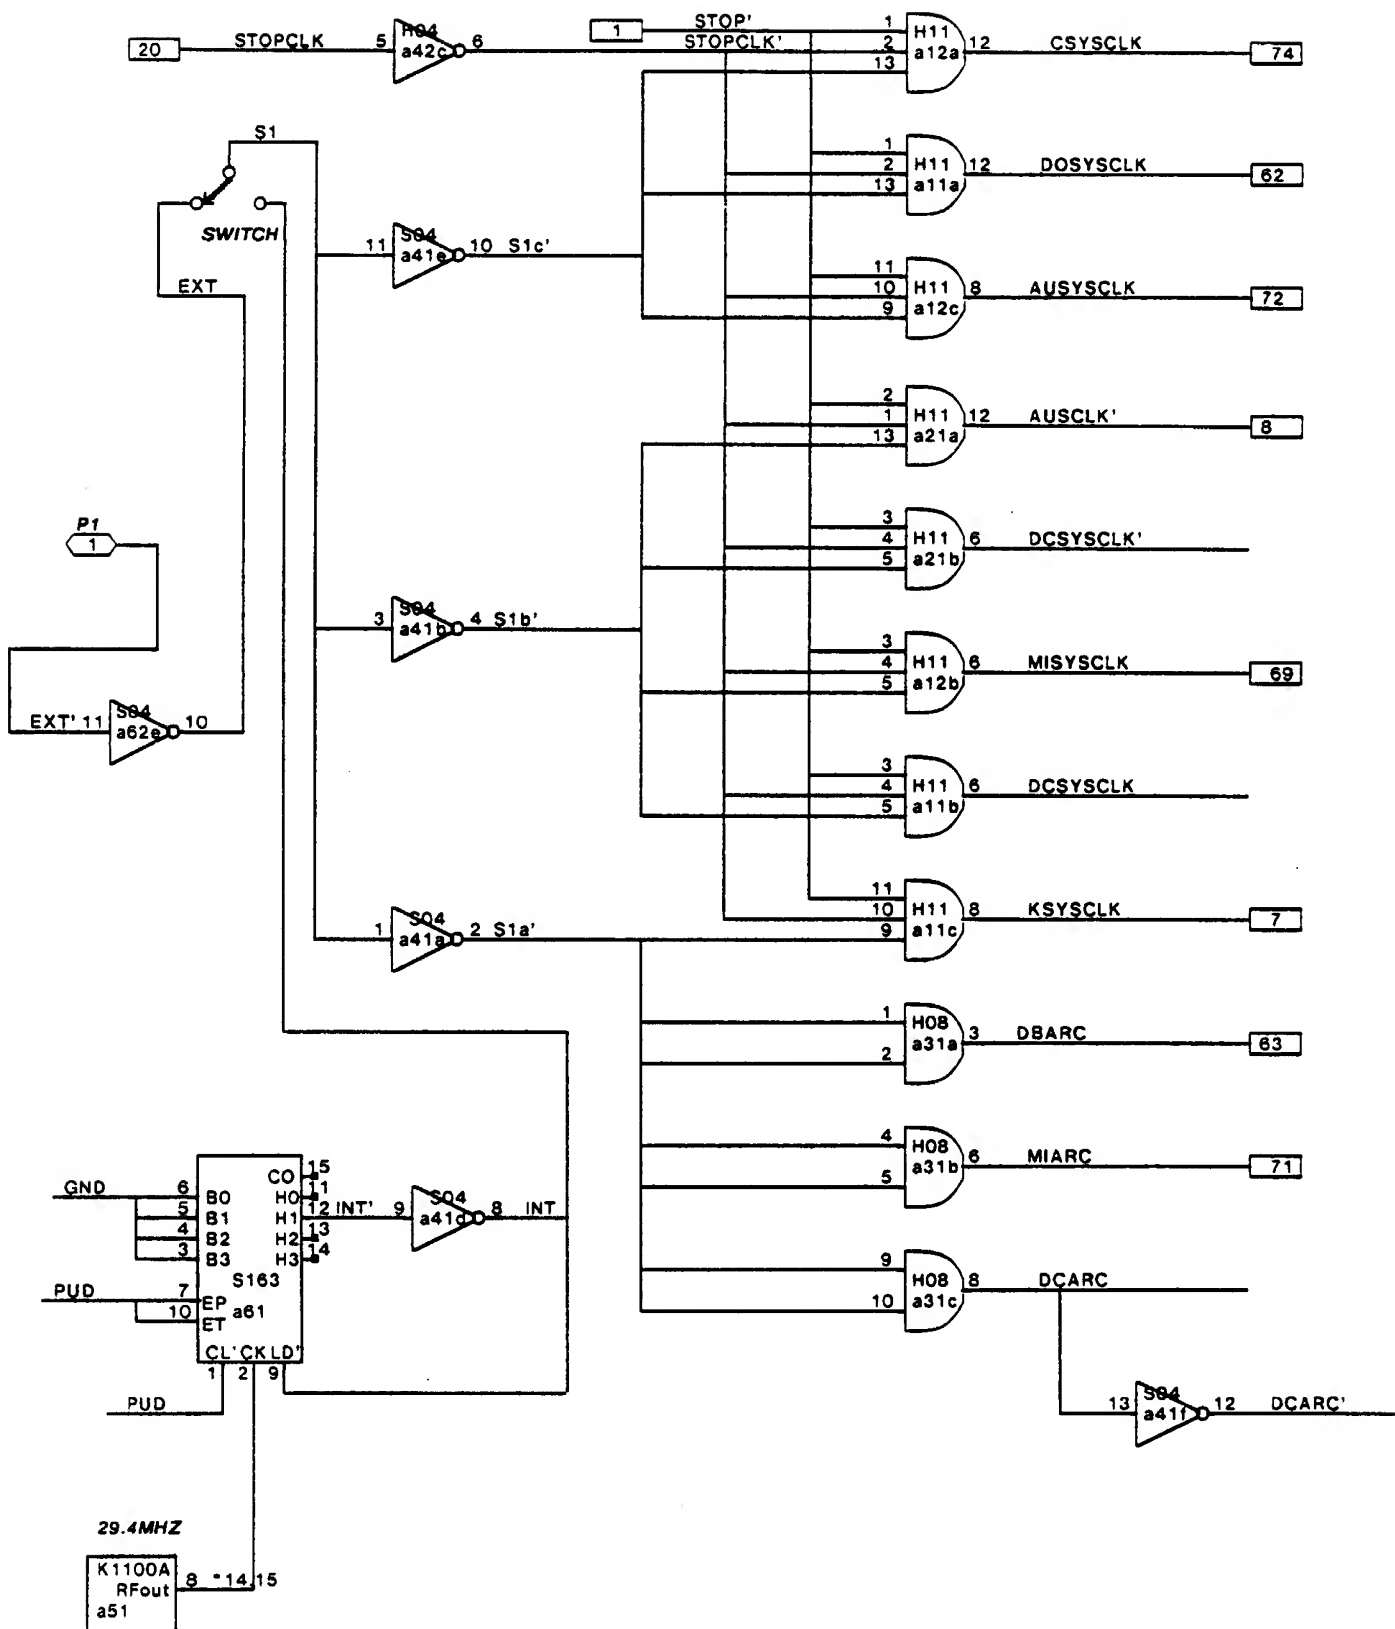 20 STOPCLK 5 H04 a42c 6 STOPCLK'
1 STOP'
1 2 13 H11 a12a 12 CSYSCLK 74
S1
SWITCH
EXT
1 2 13 H11 a11a 12 DOSYSCLK 62
11 S04 a41e 10 S1c'
11 10 9 H11 a12c 8 AUSYSCLK 72
2 1 13 H11 a21a 12 AUSCLK' 8
P1
1
3 4 5 H11 a21b 6 DCSYSCLK'
3 S04 a41b 4 S1b'
3 4 5 H11 a12b 6 MISYSCLK 69
EXT' 11 S04 a62e 10
3 4 5 H11 a11b 6 DCSYSCLK
1 S04 a41a 2 S1a'
11 10 9 H11 a11c 8 KSYSCLK 7
1 2 H08 a31a 3 DBARC 63
4 5 H08 a31b 6 MIARC 71
GND
6 B0 CO 15
5 B1 H0 11
4 B2 H1 12 INT' 9 S04 a41d 8 INT
3 B3 H2 13
H3 14
S163
PUD 7 EP a61
10 ET
CL' CK LD'
1 2 9
PUD
9 10 H08 a31c 8 DCARC
13 S04 a41f 12 DCARC'
29.4MHZ
K1100A
RFout 8 "14,15
a51